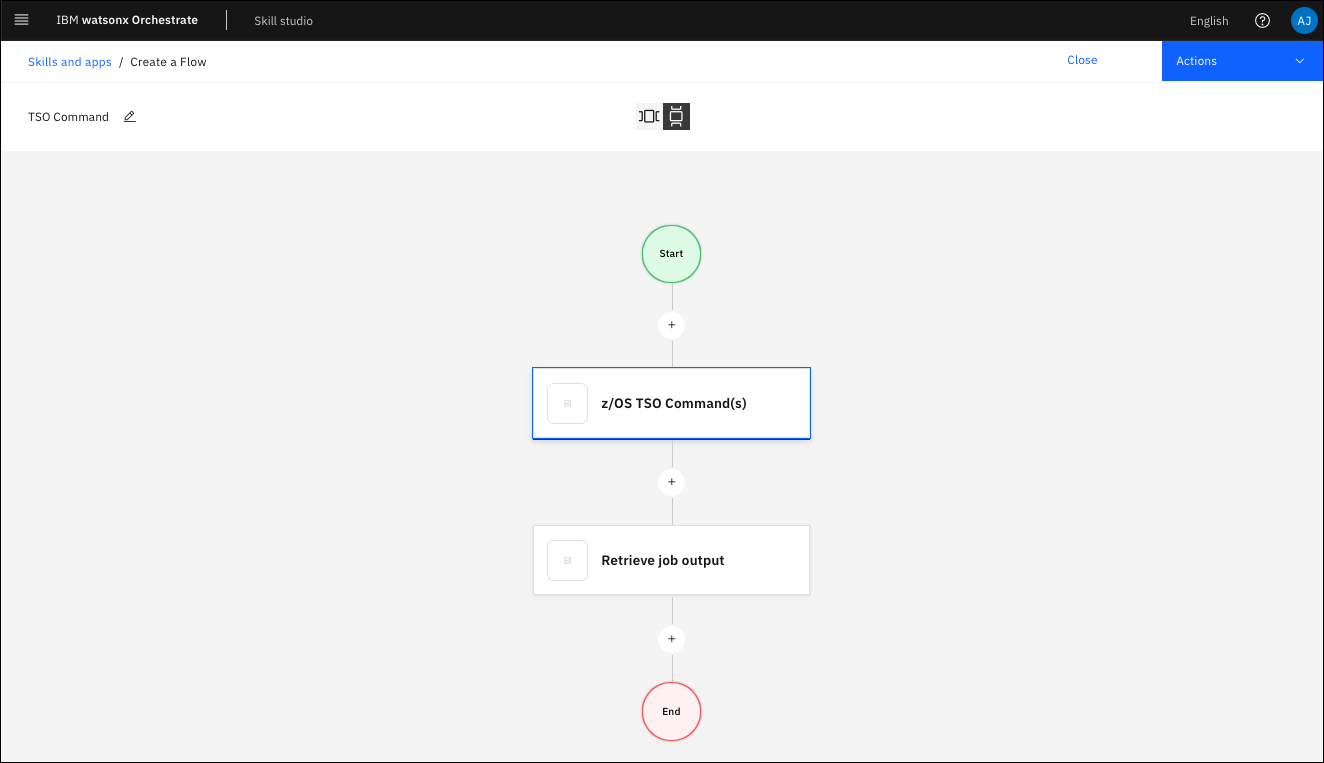 IBM watsonx Orchestrate
Skill studio
English
AJ
Skills and apps / Create a Flow
Close
Actions
TSO Command
Start
+
z/OS TSO Command(s)
+
Retrieve job output
+
End